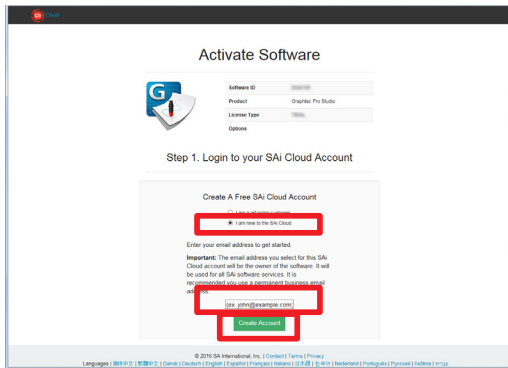 SAi Cloud
Activate Software
Software ID
Product Graphtec Pro Studio
License Type
Options
Step 1. Login to your SAi Cloud Account
Create A Free SAi Cloud Account
I am a returning customer
I am new to the SAi Cloud
Enter your email address to get started.
Important: The email address you select for this SAi
Cloud account will be the owner of the software. It will
be used for all SAi software services. It is
recommended you use a permanent business email
address.
(ex. john@example.com)
Create Account
© 2016 SA International, Inc. | Contact | Terms | Privacy
Languages | 简体中文 | 繁體中文 | Dansk | Deutsch | English | Español | Français | Italiano | 日本語 | 한국어 | Nederland | Português | Русский | čeština | עברית